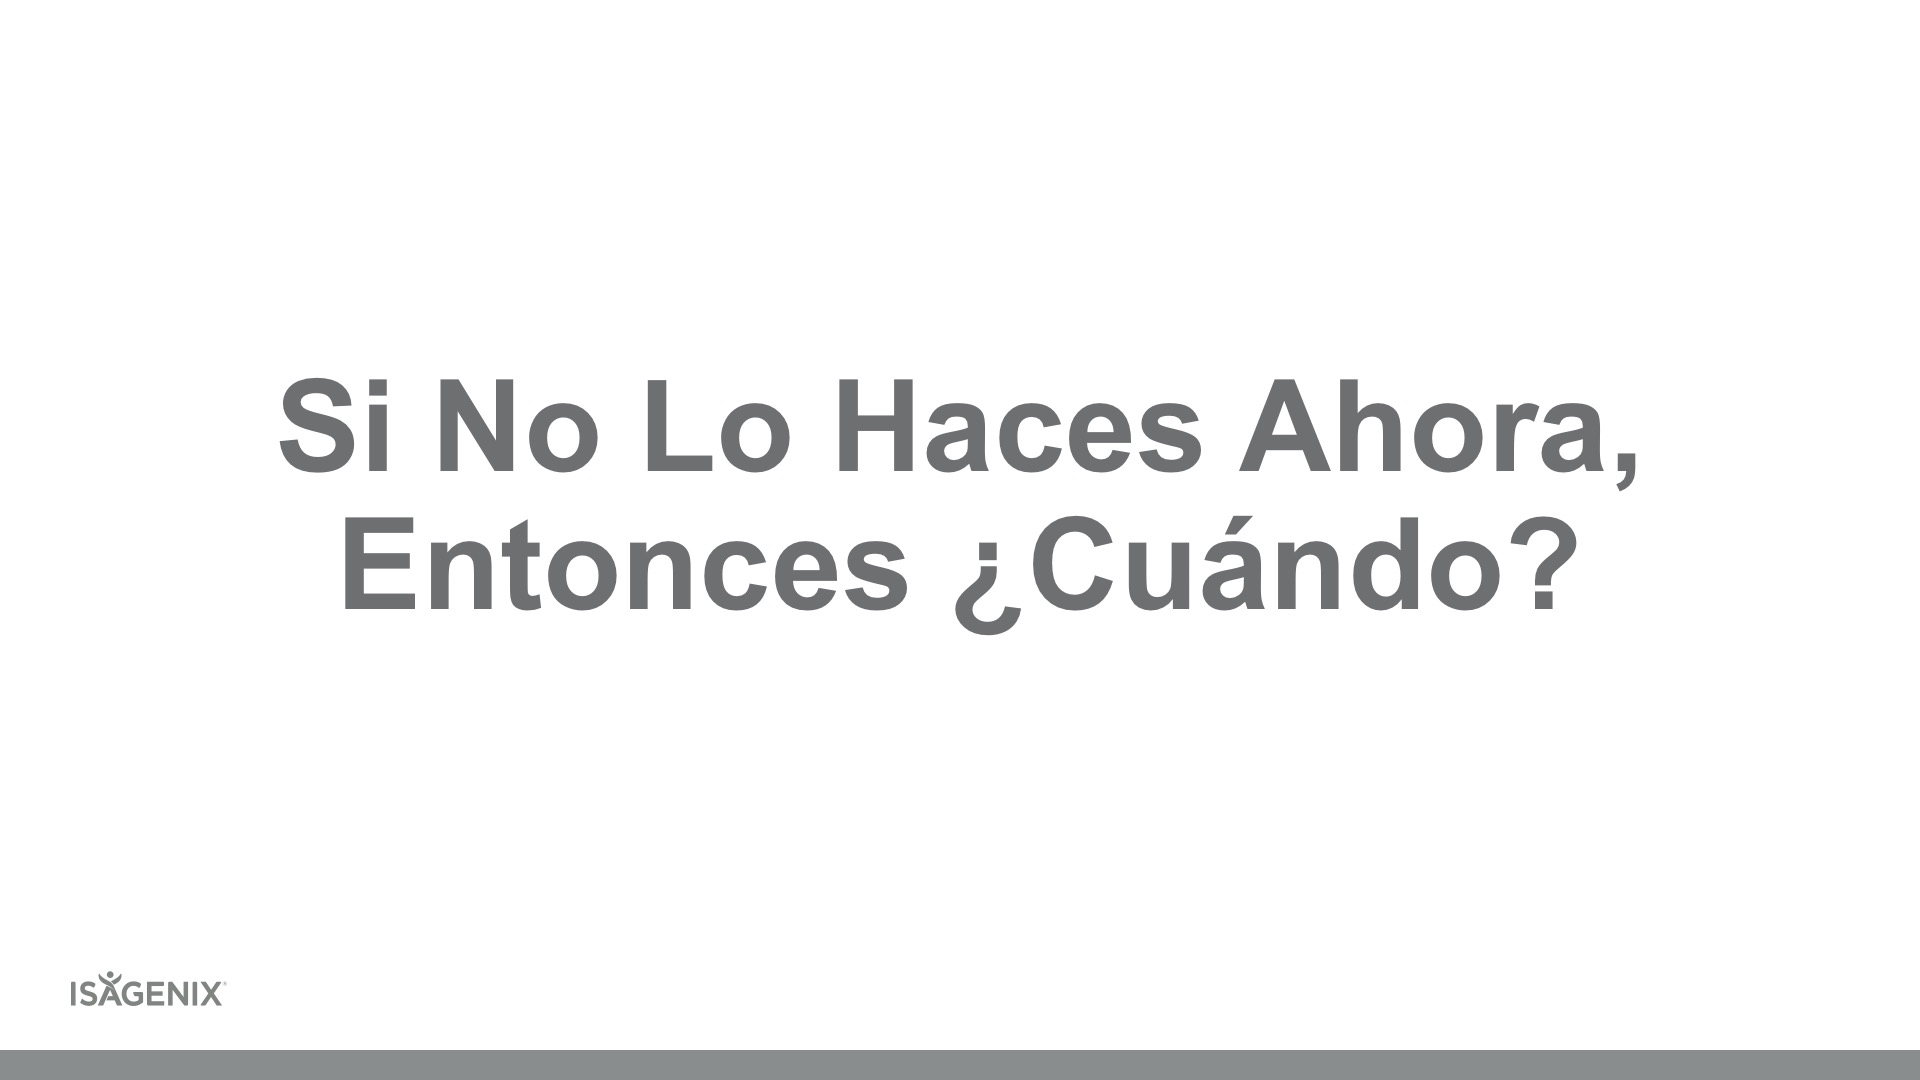 Si No Lo Haces Ahora,
Entonces ¿Cuándo?
ISAGENIX®